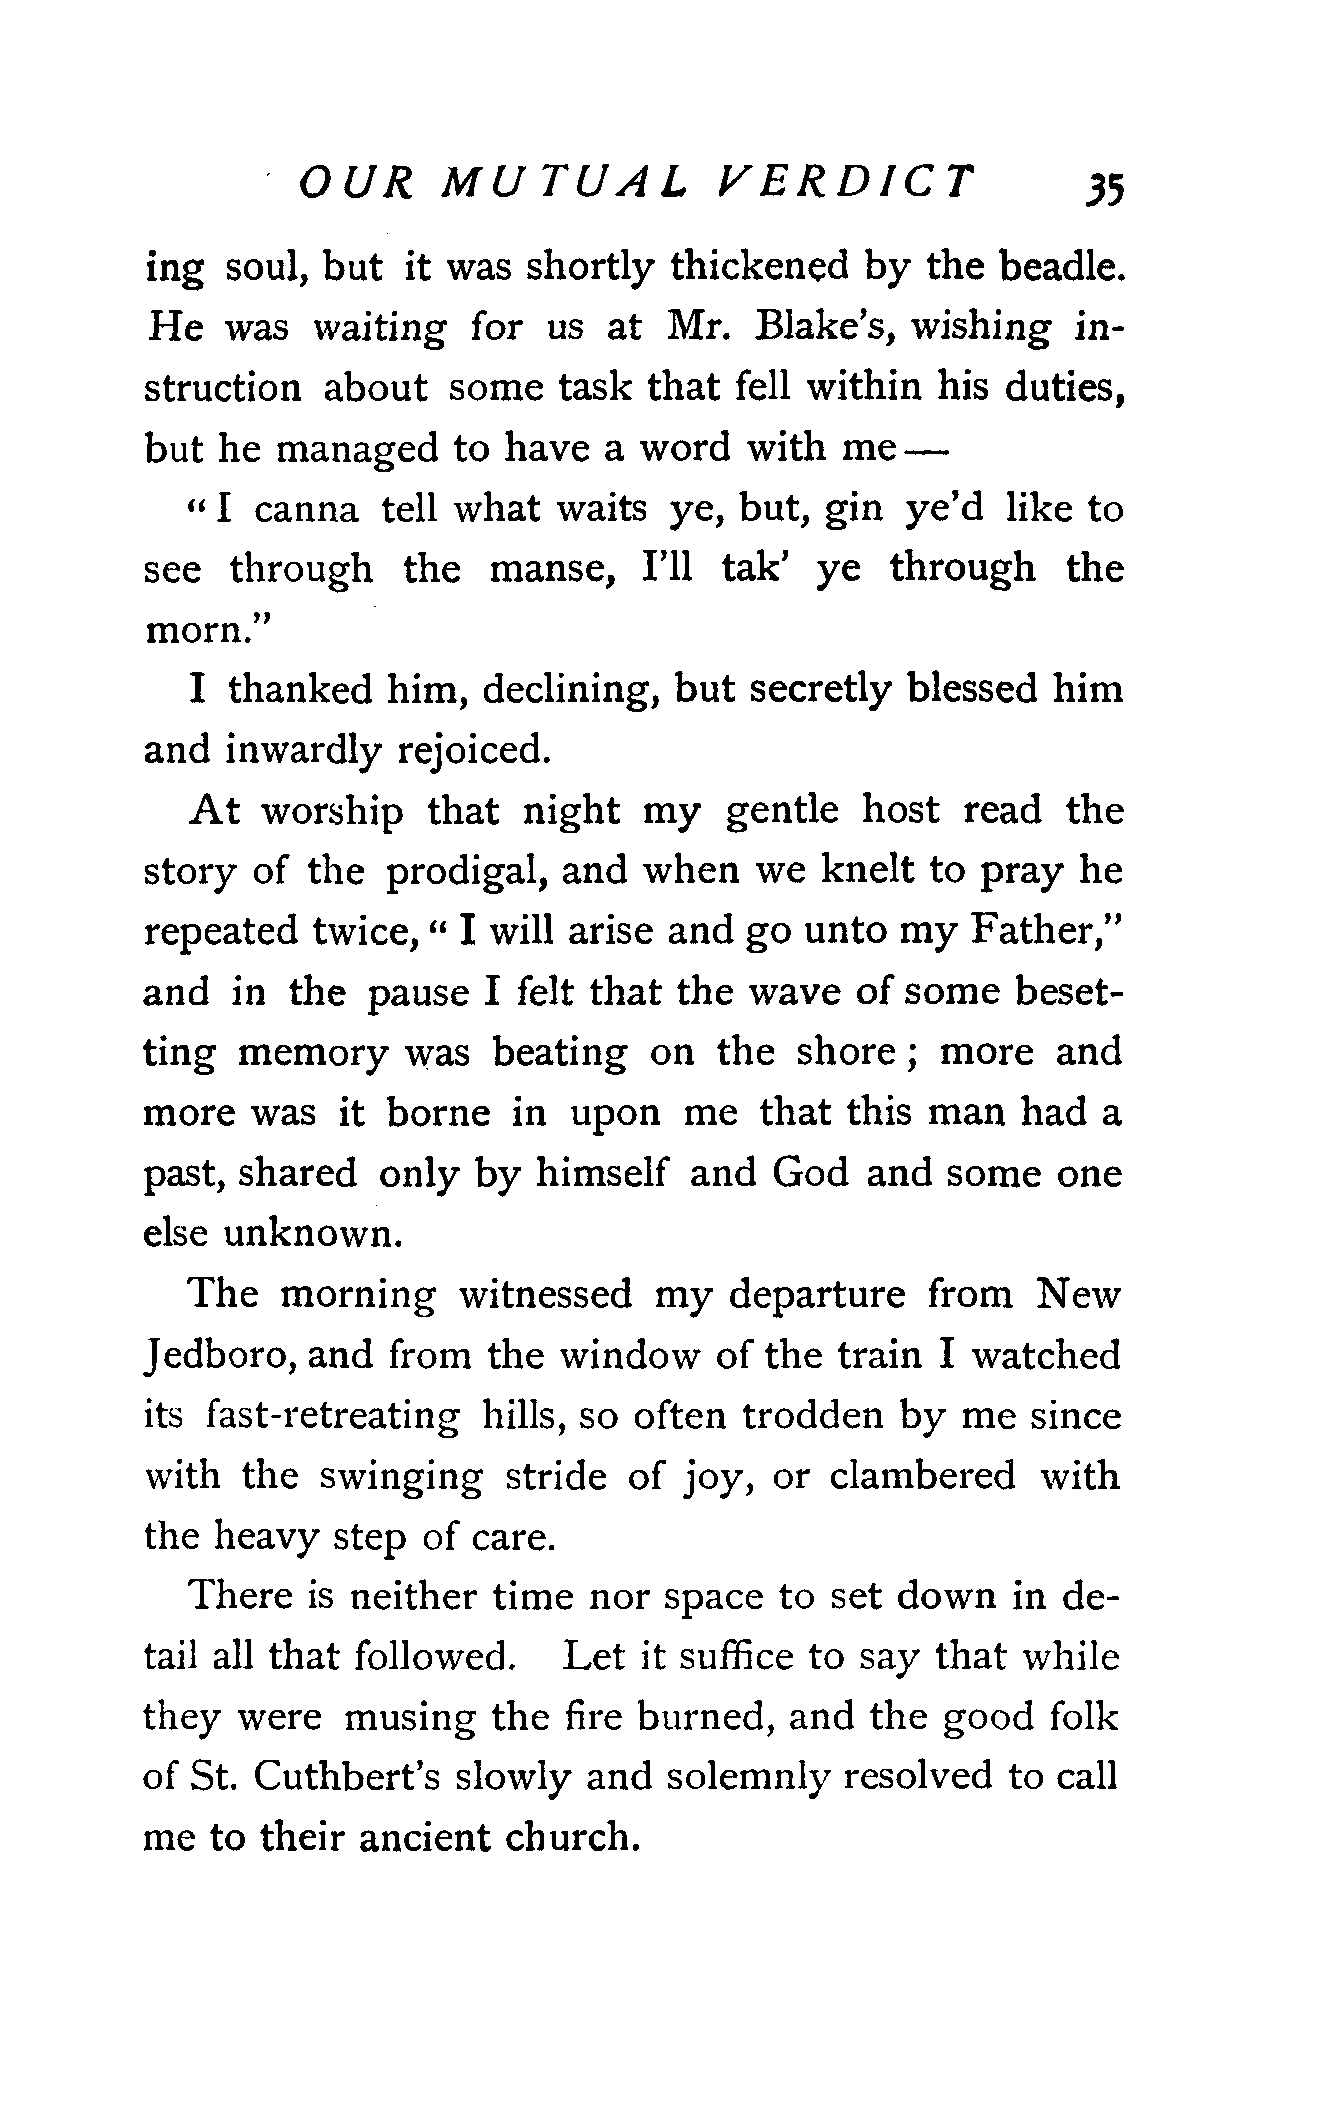 OUR MUTUAL VERDICT 35
ing soul, but it was shortly thickened by the beadle.
He was waiting for us at Mr. Blake’s, wishing in-
struction about some task that fell within his duties,
but he managed to have a word with me—
“I canna tell what waits ye, but, gin ye’d like to
see through the manse, I’ll tak’ ye through the
morn.”
I thanked him, declining, but secretly blessed him
and inwardly rejoiced.
At worship that night my gentle host read the
story of the prodigal, and when we knelt to pray he
repeated twice, “I will arise and go unto my Father,”
and in the pause I felt that the wave of some beset-
ting memory was beating on the shore; more and
more was it borne in upon me that this man had a
past, shared only by himself and God and some one
else unknown.
The morning witnessed my departure from New
Jedboro, and from the window of the train I watched
its fast-retreating hills, so often trodden by me since
with the swinging stride of joy, or clambered with
the heavy step of care.
There is neither time nor space to set down in de-
tail all that followed. Let it suffice to say that while
they were musing the fire burned, and the good folk
of St. Cuthbert’s slowly and solemnly resolved to call
me to their ancient church.